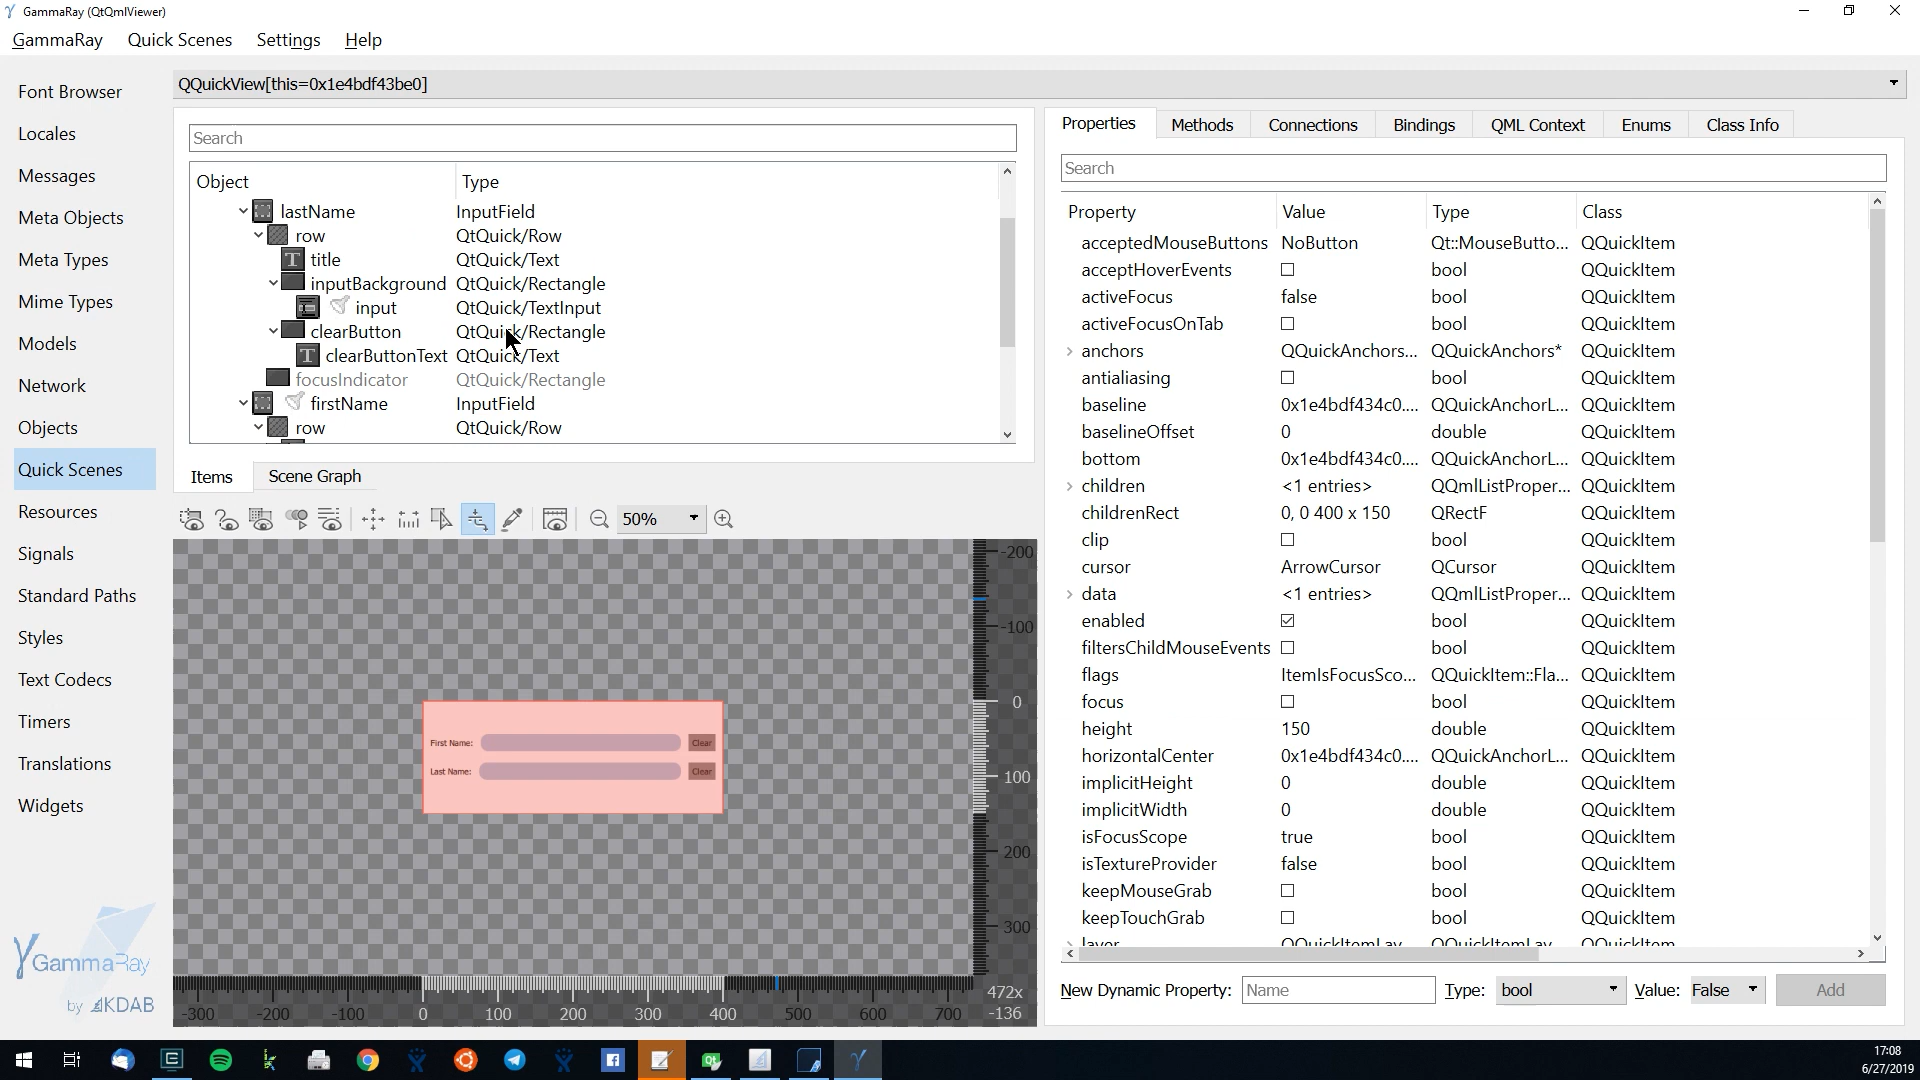 GammaRay (QtQmlViewer)
GammaRay Quick Scenes Settings Help
QQuickView[this=0x1e4bdf43be0]
Font Browser
Locales
Messages
Meta Objects
Meta Types
Mime Types
Models
Network
Objects
Quick Scenes
Resources
Signals
Standard Paths
Styles
Text Codecs
Timers
Translations
Widgets
GammaRay
by KDAB
Search
Object Type
lastName InputField
row QtQuick/Row
title QtQuick/Text
inputBackground QtQuick/Rectangle
input QtQuick/TextInput
clearButton QtQuick/Rectangle
clearButtonText QtQuick/Text
focusIndicator QtQuick/Rectangle
firstName InputField
row QtQuick/Row
Items Scene Graph
50%
First Name: Clear
Last Name: Clear
-200
-100
0
100
200
300
-300 -200 -100 0 100 200 300 400 500 600 700
472x
-136
Properties Methods Connections Bindings QML Context Enums Class Info
Search
Property Value Type Class
acceptedMouseButtons NoButton Qt::MouseButto... QQuickItem
acceptHoverEvents bool QQuickItem
activeFocus false bool QQuickItem
activeFocusOnTab bool QQuickItem
anchors QQuickAnchors... QQuickAnchors* QQuickItem
antialiasing bool QQuickItem
baseline 0x1e4bdf434c0.... QQuickAnchorL... QQuickItem
baselineOffset 0 double QQuickItem
bottom 0x1e4bdf434c0.... QQuickAnchorL... QQuickItem
children <1 entries> QQmlListProper... QQuickItem
childrenRect 0, 0 400 x 150 QRectF QQuickItem
clip bool QQuickItem
cursor ArrowCursor QCursor QQuickItem
data <1 entries> QQmlListProper... QQuickItem
enabled bool QQuickItem
filtersChildMouseEvents bool QQuickItem
flags ItemIsFocusSco... QQuickItem::Fla... QQuickItem
focus bool QQuickItem
height 150 double QQuickItem
horizontalCenter 0x1e4bdf434c0.... QQuickAnchorL... QQuickItem
implicitHeight 0 double QQuickItem
implicitWidth 0 double QQuickItem
isFocusScope true bool QQuickItem
isTextureProvider false bool QQuickItem
keepMouseGrab bool QQuickItem
keepTouchGrab bool QQuickItem
layer QQuickItemLay... QQuickItemLay... QQuickItem
New Dynamic Property: Name Type: bool Value: False Add
17:08
6/27/2019